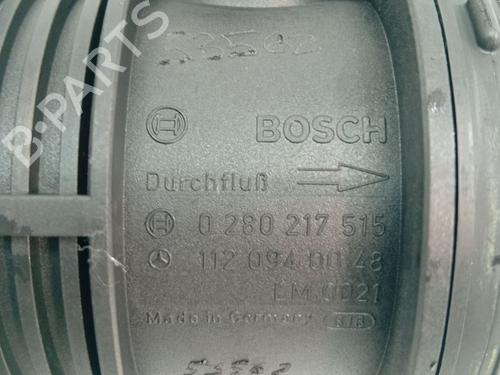 BOSCH
Durchfluß
0 280 217 515
112 094 00 48
LM 0021
Made in Germany
B-PARTS